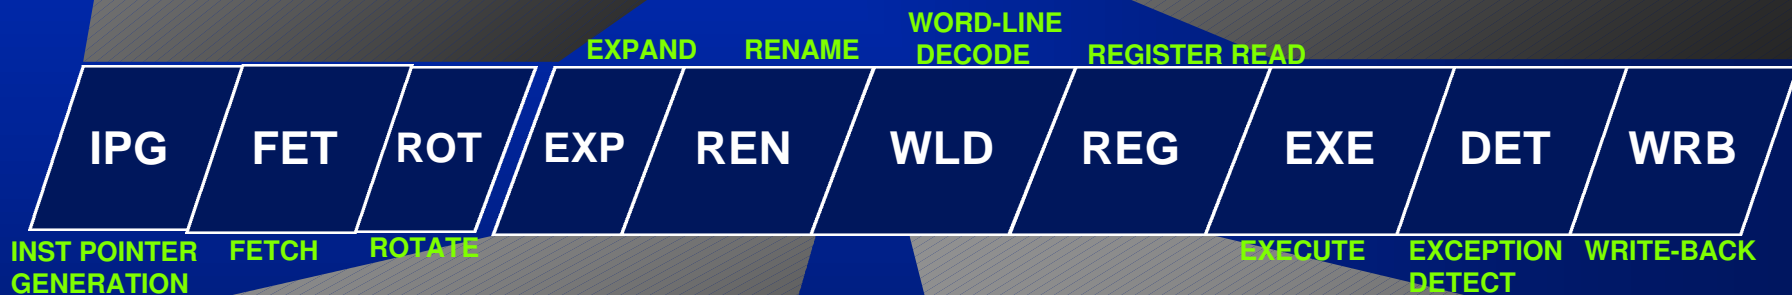 EXPAND
RENAME
WORD-LINE
DECODE
REGISTER READ
IPG
FET
ROT
EXP
REN
WLD
REG
EXE
DET
WRB
INST POINTER
GENERATION
FETCH
ROTATE
EXECUTE
EXCEPTION
DETECT
WRITE-BACK